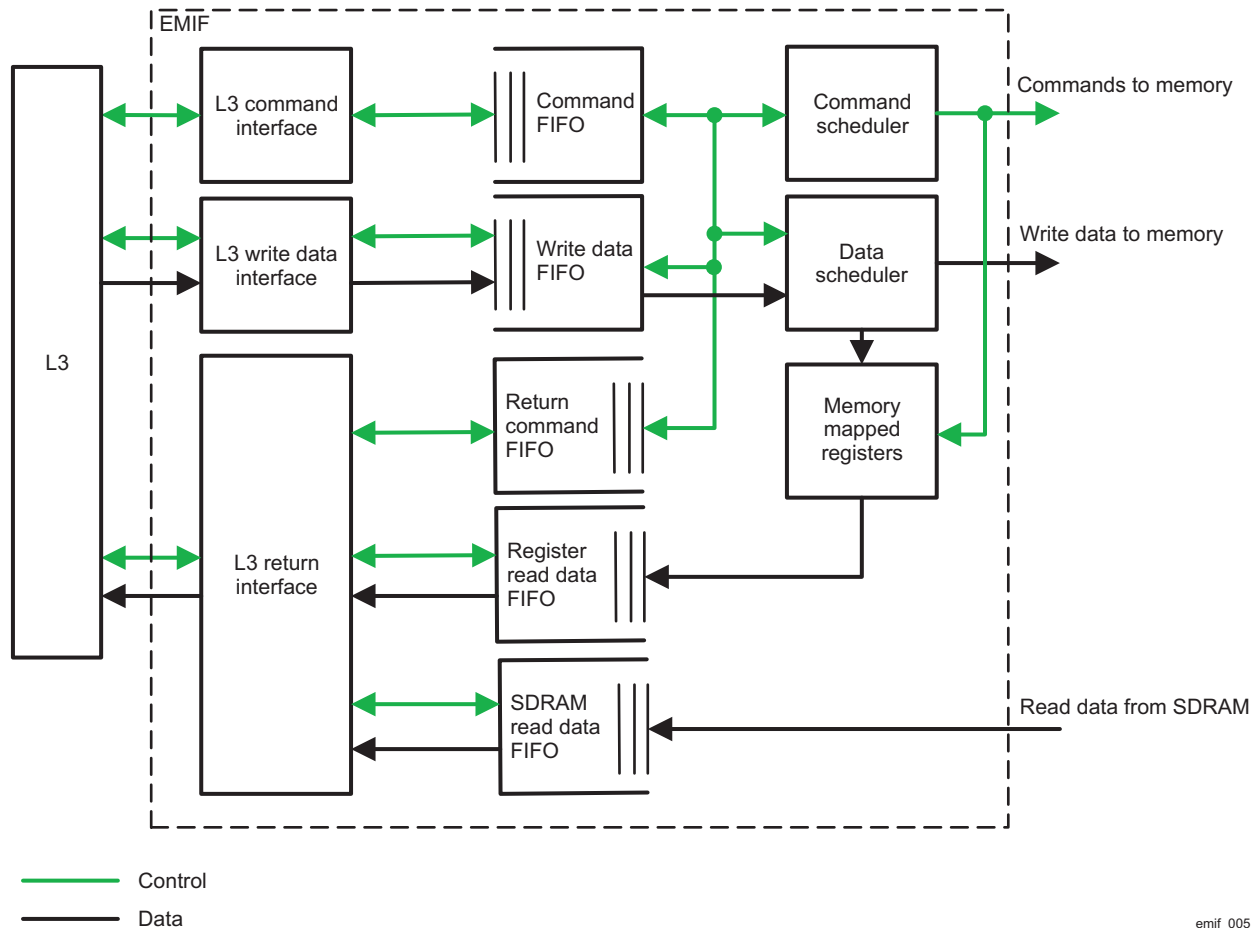 EMIF
L3 command
interface
Command
FIFO
Command
scheduler
Commands to memory
L3 write data
interface
Write data
FIFO
Data
scheduler
Write data to memory
L3
Return
command
FIFO
Memory
mapped
registers
L3 return
interface
Register
read data
FIFO
SDRAM
read data
FIFO
Read data from SDRAM
Control
Data
emif_005